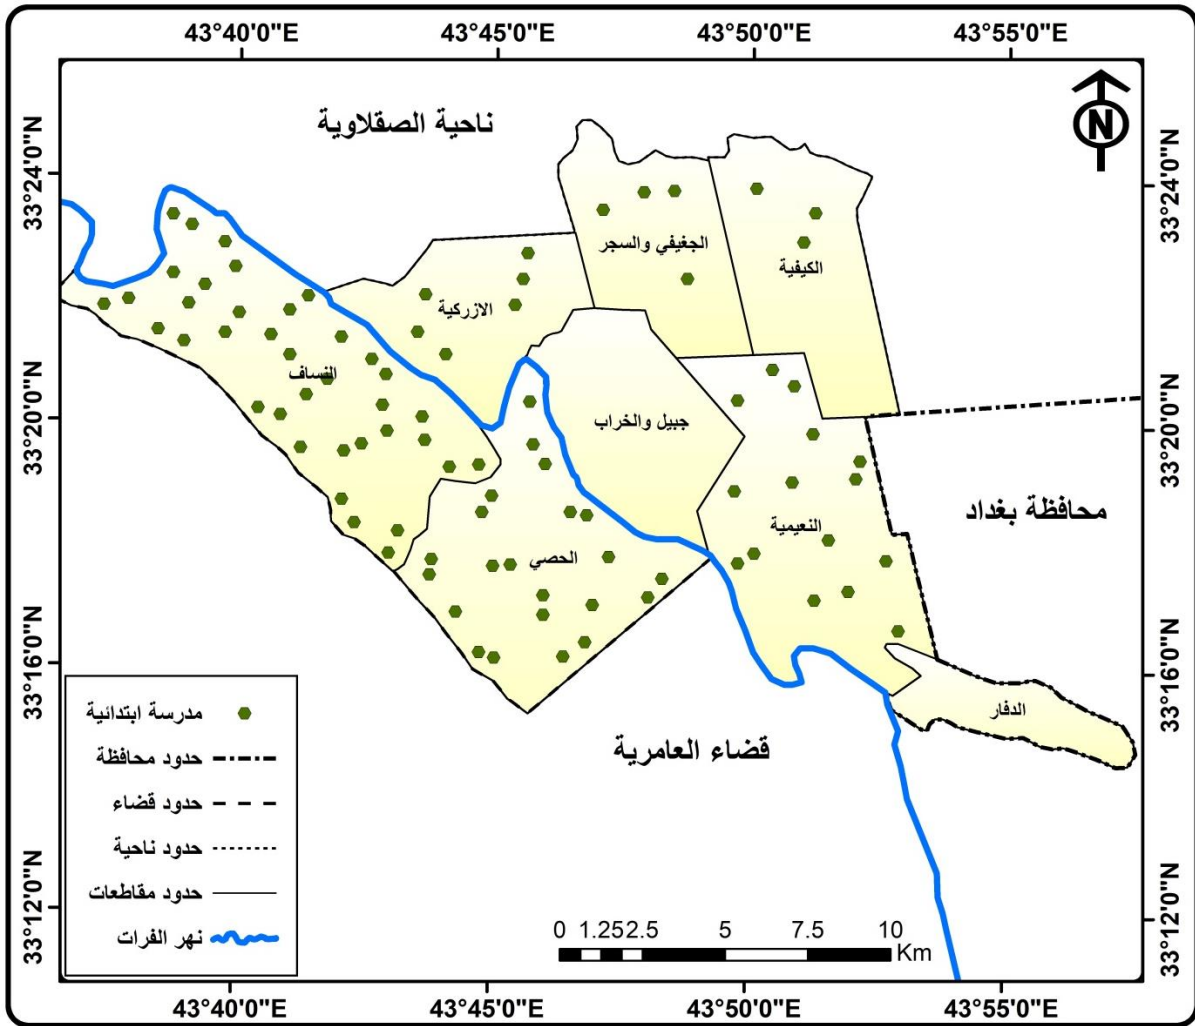 43°40'0"E 43°45'0"E 43°50'0"E 43°55'0"E
33°24'0"N
33°20'0"N
33°16'0"N
33°12'0"N
33°24'0"N
33°20'0"N
33°16'0"N
33°12'0"N
N
ناحية الصقلاوية
الجغيفي والسجر
الكيفية
الازركية
النساف
جبيل والخراب
محافظة بغداد
النعيمية
الحصي
الدفار
قضاء العامرية
مدرسة ابتدائية
حدود محافظة
حدود قضاء
حدود ناحية
حدود مقاطعات
نهر الفرات
0 1.25 2.5 5 7.5 10
Km
43°40'0"E 43°45'0"E 43°50'0"E 43°55'0"E